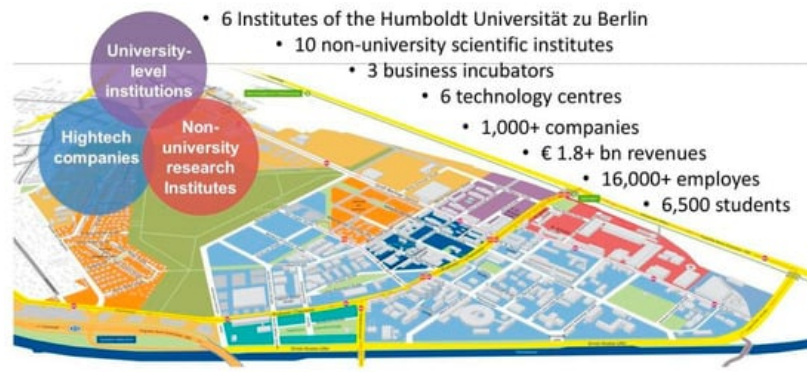 • 6 Institutes of the Humboldt Universität zu Berlin
• 10 non-university scientific institutes
• 3 business incubators
• 6 technology centres
• 1,000+ companies
• € 1.8+ bn revenues
• 16,000+ employes
• 6,500 students
University-
level
institutions
Hightech
companies
Non-
university
research
Institutes